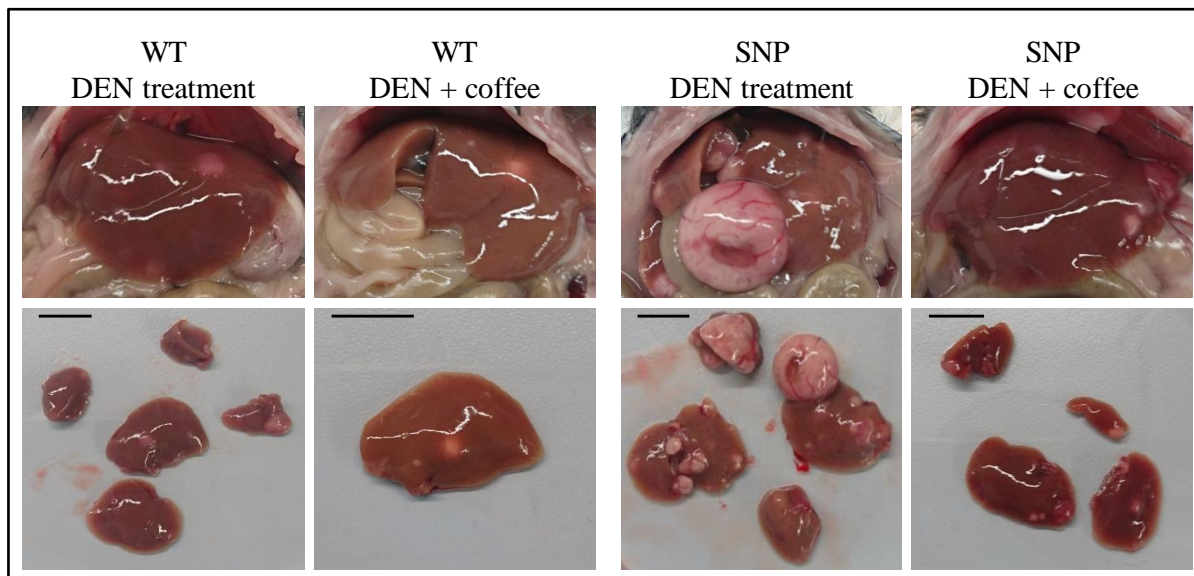 WT
DEN treatment
WT
DEN + coffee
SNP
DEN treatment
SNP
DEN + coffee